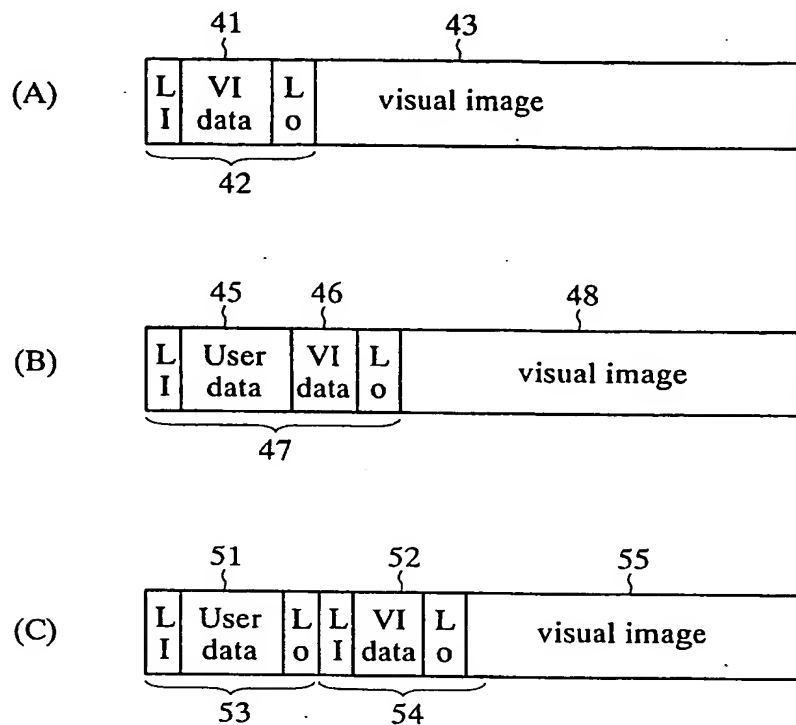 41 43
(A) L I VI data L o visual image
42
45 46 48
(B) L I User data VI data L o visual image
47
51 52 55
(C) L I User data L o L I VI data L o visual image
53 54